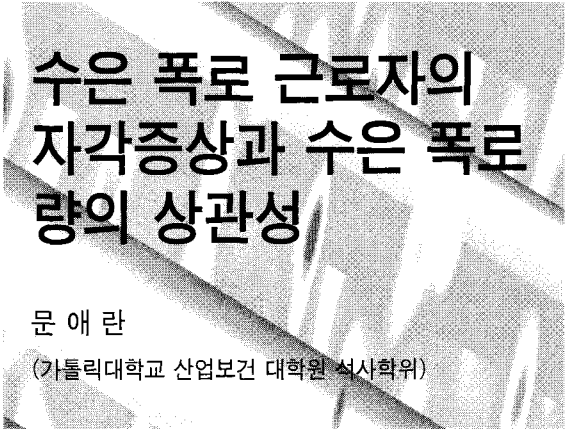 수은 폭로 근로자의
자각증상과 수은 폭로
량의 상관성
문 애 란
(가톨릭대학교 산업보건 대학원 석사학위)